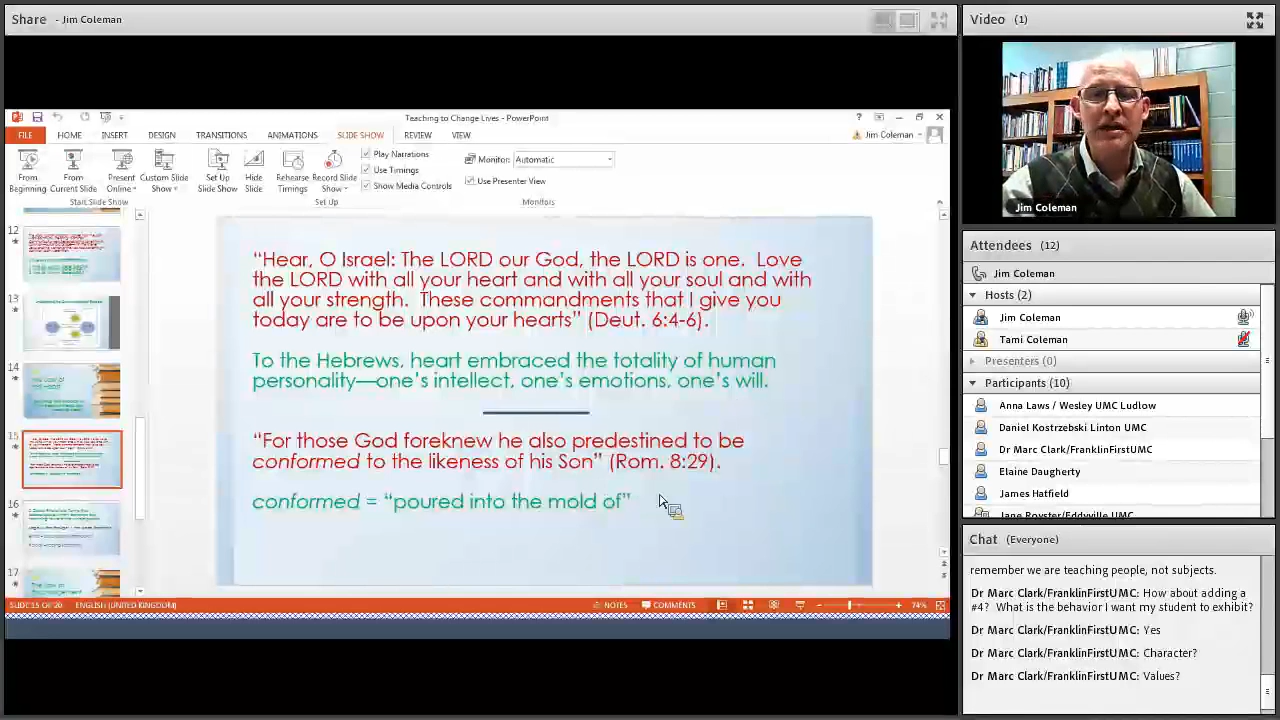 Share - Jim Coleman
Teaching to Change Lives - PowerPoint
FILE HOME INSERT DESIGN TRANSITIONS ANIMATIONS SLIDE SHOW REVIEW VIEW
Jim Coleman
From Beginning
From Current Slide
Present Online
Custom Slide Show
Set Up Slide Show
Hide Slide
Rehearse Timings
Record Slide Show
Play Narrations
Use Timings
Show Media Controls
Monitor: Automatic
Use Presenter View
Start Slide Show
Set Up
Monitors
12
13
14
15
16
17
“Hear, O Israel: The LORD our God, the LORD is one. Love
the LORD with all your heart and with all your soul and with
all your strength. These commandments that I give you
today are to be upon your hearts” (Deut. 6:4-6).
To the Hebrews, heart embraced the totality of human
personality—one’s intellect, one’s emotions, one’s will.
“For those God foreknew he also predestined to be
conformed to the likeness of his Son” (Rom. 8:29).
conformed = “poured into the mold of”
SLIDE 15 OF 20 ENGLISH (UNITED KINGDOM)
NOTES COMMENTS 74%
Video (1)
Jim Coleman
Attendees (12)
Jim Coleman
Hosts (2)
Jim Coleman
Tami Coleman
Presenters (0)
Participants (10)
Anna Laws / Wesley UMC Ludlow
Daniel Kostrzebski Linton UMC
Dr Marc Clark/FranklinFirstUMC
Elaine Daugherty
James Hatfield
Jane Royster/Eddyville UMC
Chat (Everyone)
remember we are teaching people, not subjects.
Dr Marc Clark/FranklinFirstUMC: How about adding a
#4? What is the behavior I want my student to exhibit?
Dr Marc Clark/FranklinFirstUMC: Yes
Dr Marc Clark/FranklinFirstUMC: Character?
Dr Marc Clark/FranklinFirstUMC: Values?